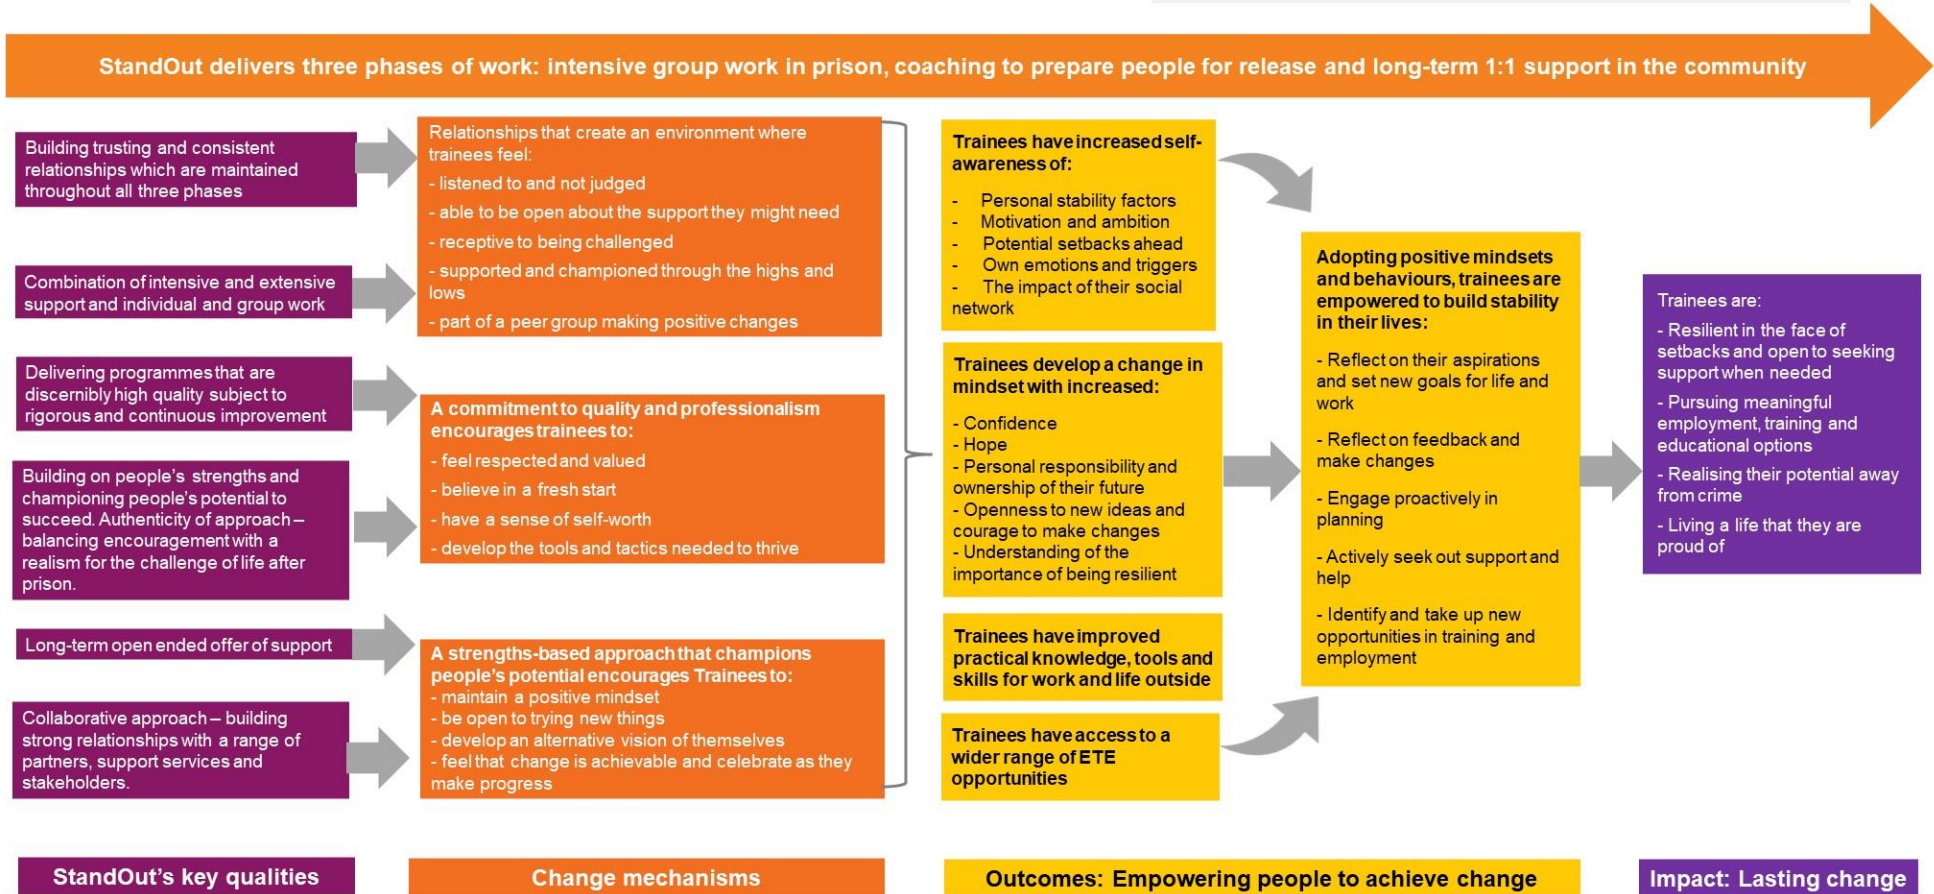 StandOut delivers three phases of work: intensive group work in prison, coaching to prepare people for release and long-term 1:1 support in the community
Building trusting and consistent
relationships which are maintained
throughout all three phases
Combination of intensive and extensive
support and individual and group work
Delivering programmes that are
discernibly high quality subject to
rigorous and continuous improvement
Building on people's strengths and
championing people's potential to
succeed. Authenticity of approach –
balancing encouragement with a
realism for the challenge of life after
prison.
Long-term open ended offer of support
Collaborative approach – building
strong relationships with a range of
partners, support services and
stakeholders.
StandOut's key qualities
Relationships that create an environment where
trainees feel:
- listened to and not judged
- able to be open about the support they might need
- receptive to being challenged
- supported and championed through the highs and
lows
- part of a peer group making positive changes
A commitment to quality and professionalism
encourages trainees to:
- feel respected and valued
- believe in a fresh start
- have a sense of self-worth
- develop the tools and tactics needed to thrive
A strengths-based approach that champions
people's potential encourages Trainees to:
- maintain a positive mindset
- be open to trying new things
- develop an alternative vision of themselves
- feel that change is achievable and celebrate as they
make progress
Change mechanisms
Trainees have increased self-
awareness of:
- Personal stability factors
- Motivation and ambition
- Potential setbacks ahead
- Own emotions and triggers
- The impact of their social
network
Trainees develop a change in
mindset with increased:
- Confidence
- Hope
- Personal responsibility and
ownership of their future
- Openness to new ideas and
courage to make changes
- Understanding of the
importance of being resilient
Trainees have improved
practical knowledge, tools and
skills for work and life outside
Trainees have access to a
wider range of ETE
opportunities
Adopting positive mindsets
and behaviours, trainees are
empowered to build stability
in their lives:
- Reflect on their aspirations
and set new goals for life and
work
- Reflect on feedback and
make changes
- Engage proactively in
planning
- Actively seek out support and
help
- Identify and take up new
opportunities in training and
employment
Outcomes: Empowering people to achieve change
Trainees are:
- Resilient in the face of
setbacks and open to seeking
support when needed
- Pursuing meaningful
employment, training and
educational options
- Realising their potential away
from crime
- Living a life that they are
proud of
Impact: Lasting change